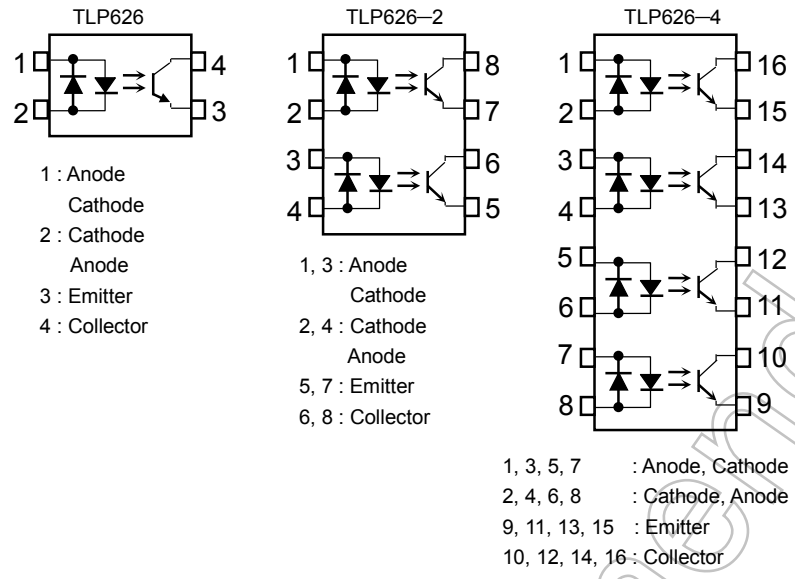 TLP626
1
4
2
3
1 : Anode
Cathode
2 : Cathode
Anode
3 : Emitter
4 : Collector
TLP626−2
1
8
2
7
3
6
4
5
1, 3 : Anode
Cathode
2, 4 : Cathode
Anode
5, 7 : Emitter
6, 8 : Collector
TLP626−4
1
16
2
15
3
14
4
13
5
12
6
11
7
10
8
9
1, 3, 5, 7 : Anode, Cathode
2, 4, 6, 8 : Cathode, Anode
9, 11, 13, 15 : Emitter
10, 12, 14, 16 : Collector